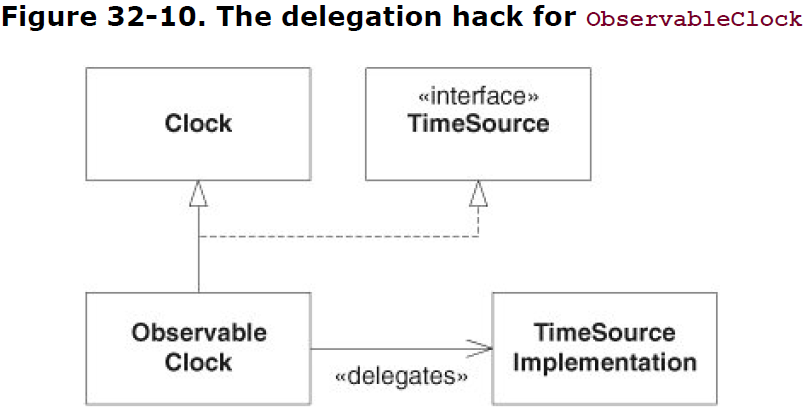 Figure 32-10. The delegation hack for ObservableClock
Clock
«interface»
TimeSource
Observable
Clock
«delegates»
TimeSource
Implementation